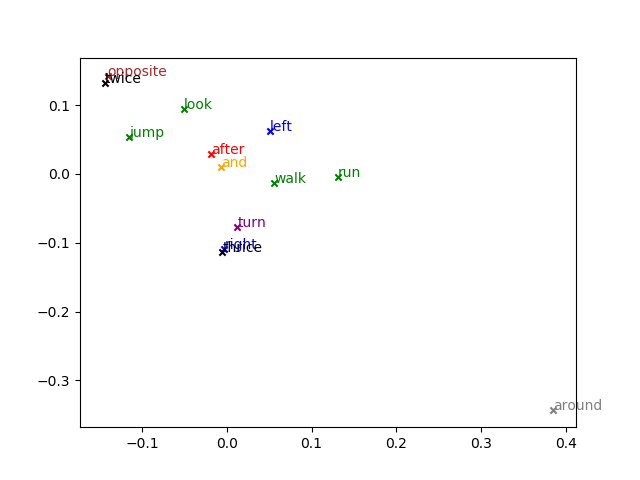 opposite
twice
0.1
look
left
jump
after
and
0.0
walk
run
turn
−0.1
right
thrice
−0.2
−0.3
around
−0.1 0.0 0.1 0.2 0.3 0.4